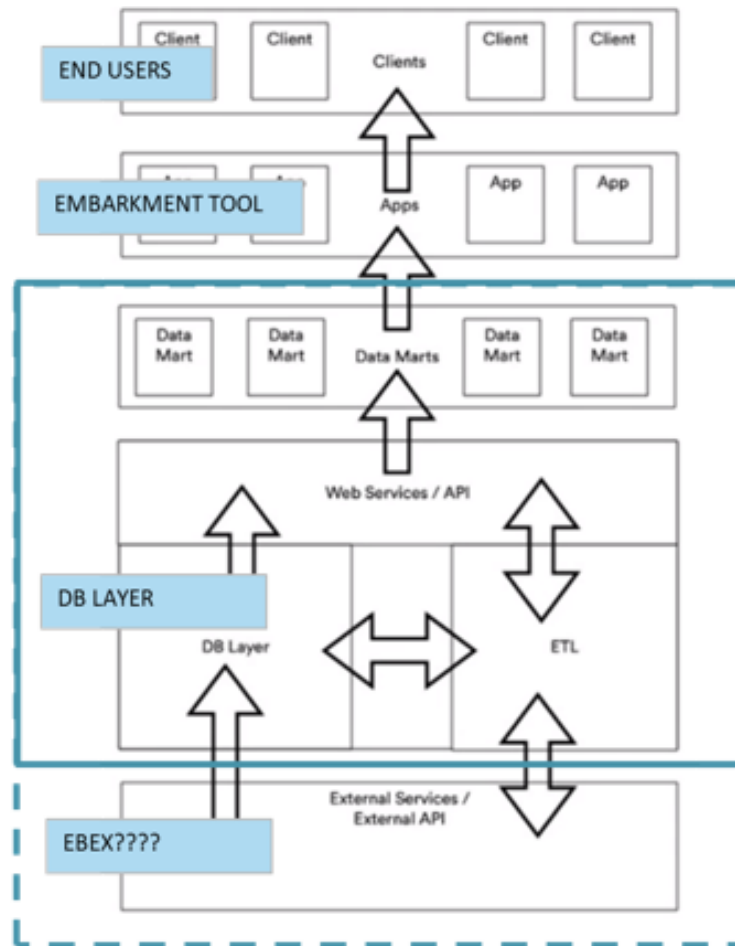 Client
Client
Client
Client
END USERS
Clients
App
App
EMBARKMENT TOOL
Apps
Data
Mart
Data
Mart
Data Marts
Data
Mart
Data
Mart
Web Services / API
DB LAYER
DB Layer
ETL
External Services /
External API
EBEX????